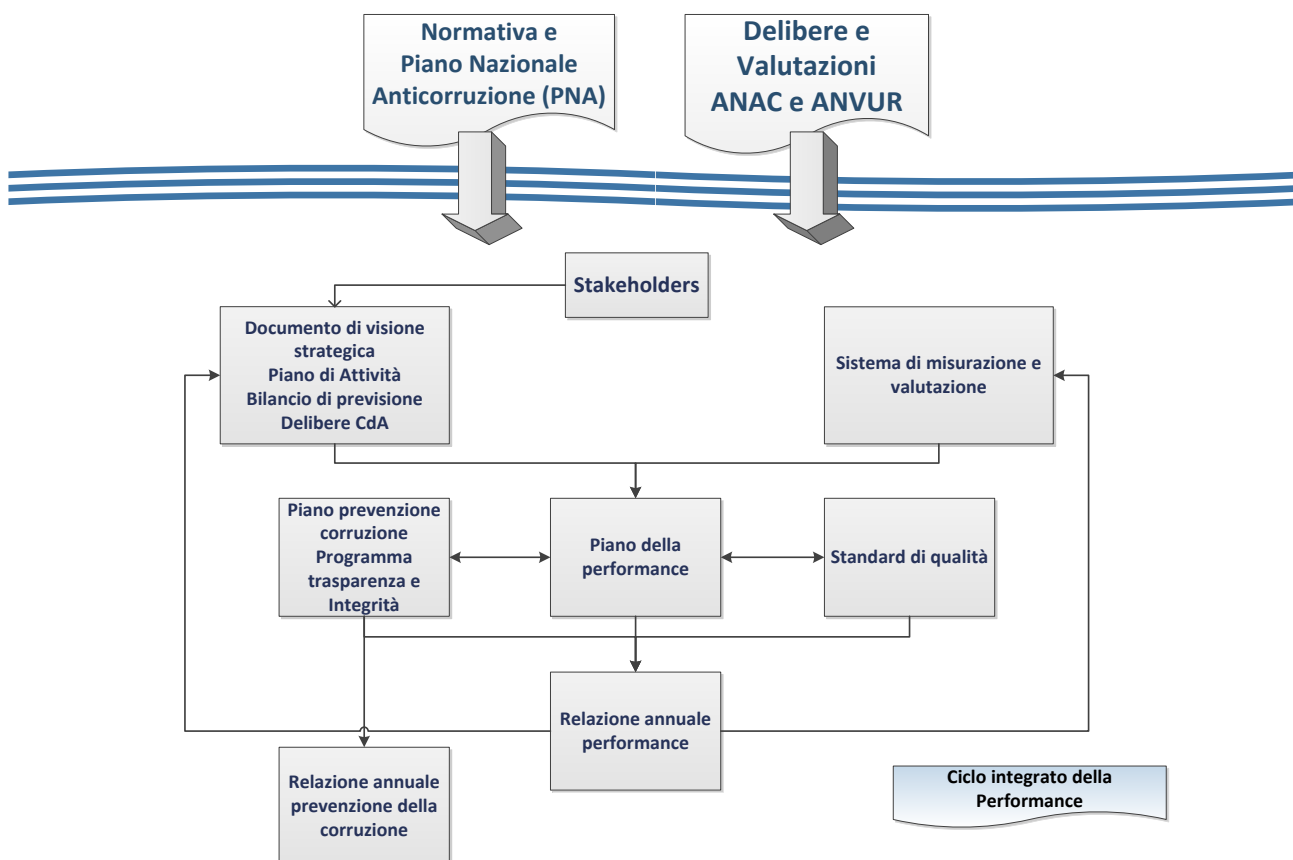 Normativa e
Piano Nazionale
Anticorruzione (PNA)
Delibere e
Valutazioni
ANAC e ANVUR
Stakeholders
Documento di visione
strategica
Piano di Attività
Bilancio di previsione
Delibere CdA
Sistema di misurazione e
valutazione
Piano prevenzione
corruzione
Programma
trasparenza e
Integrità
Piano della
performance
Standard di qualità
Relazione annuale
performance
Relazione annuale
prevenzione della
corruzione
Ciclo integrato della
Performance